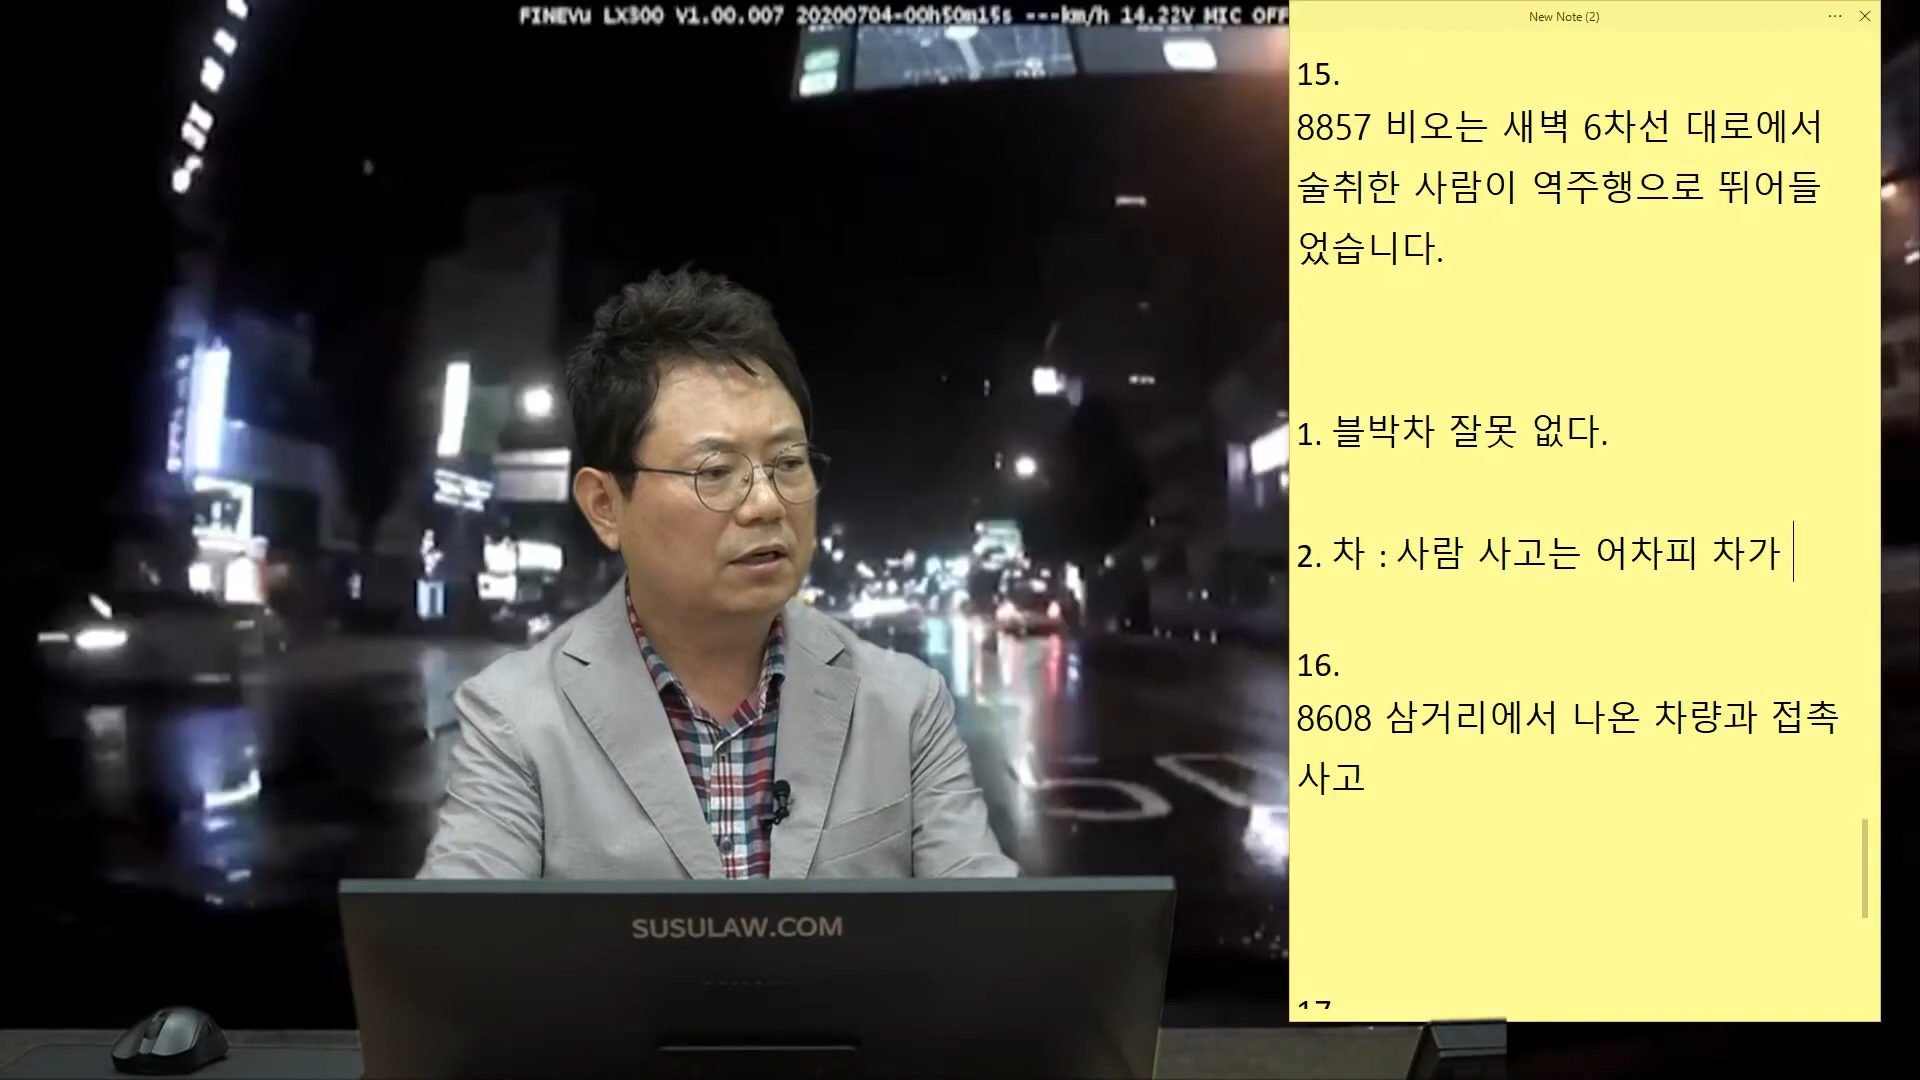 FINEVu LX300 V1.00.007 20200704-00h50m15s ---km/h 14.22V MIC OFF
New Note (2)
15.
8857 비오는 새벽 6차선 대로에서
술취한 사람이 역주행으로 뛰어들
었습니다.
1. 블박차 잘못 없다.
2. 차 : 사람 사고는 어차피 차가
16.
8608 삼거리에서 나온 차량과 접촉
사고
17
SUSULAW.COM